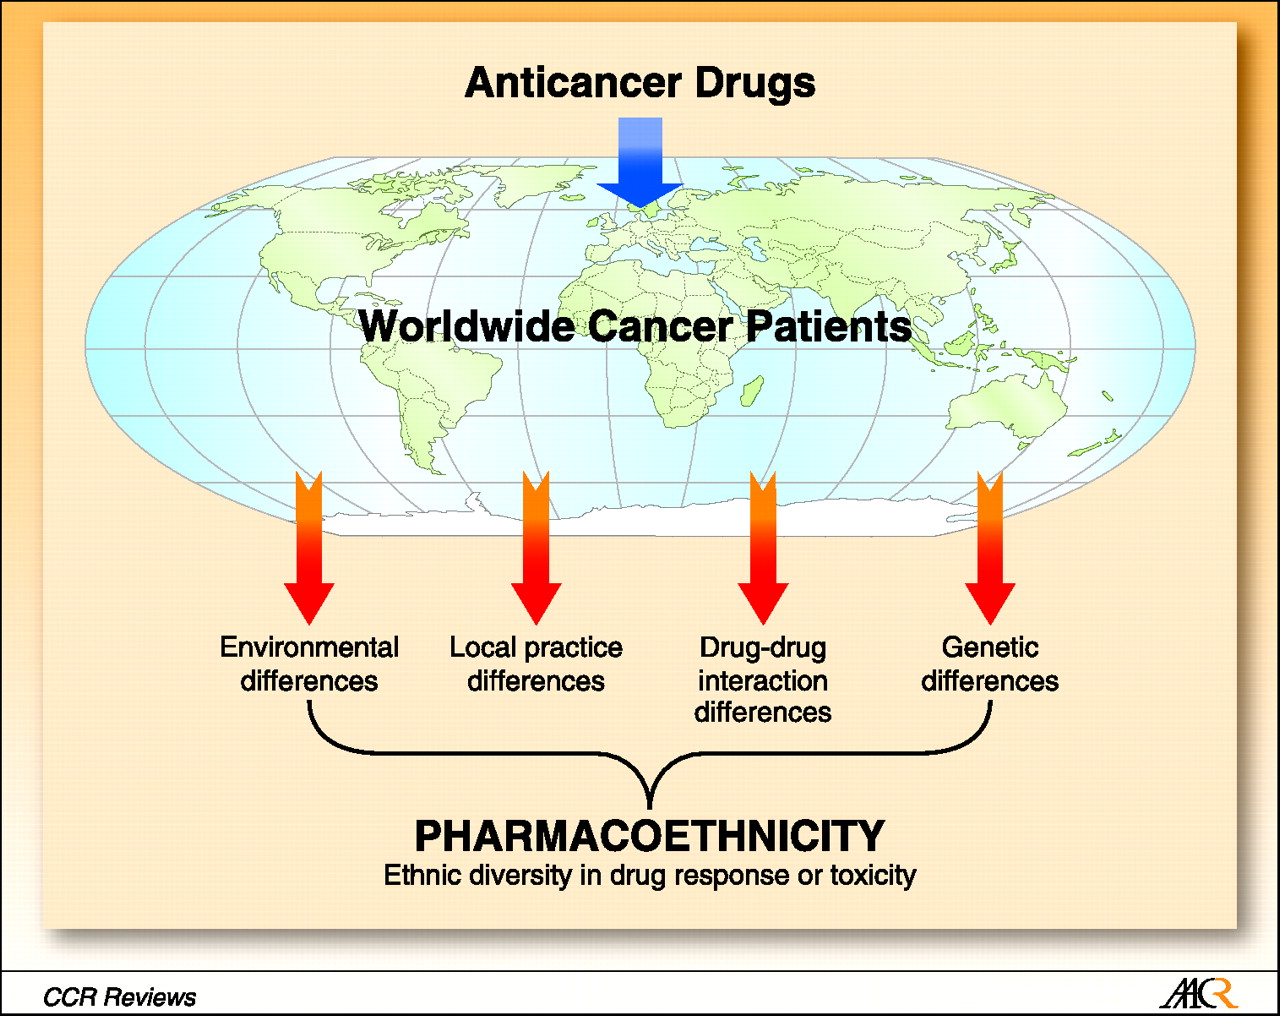 Anticancer Drugs
Worldwide Cancer Patients
Environmental
differences
Local practice
differences
Drug-drug
interaction
differences
Genetic
differences
PHARMACOETHNICITY
Ethnic diversity in drug response or toxicity
CCR Reviews
AACR